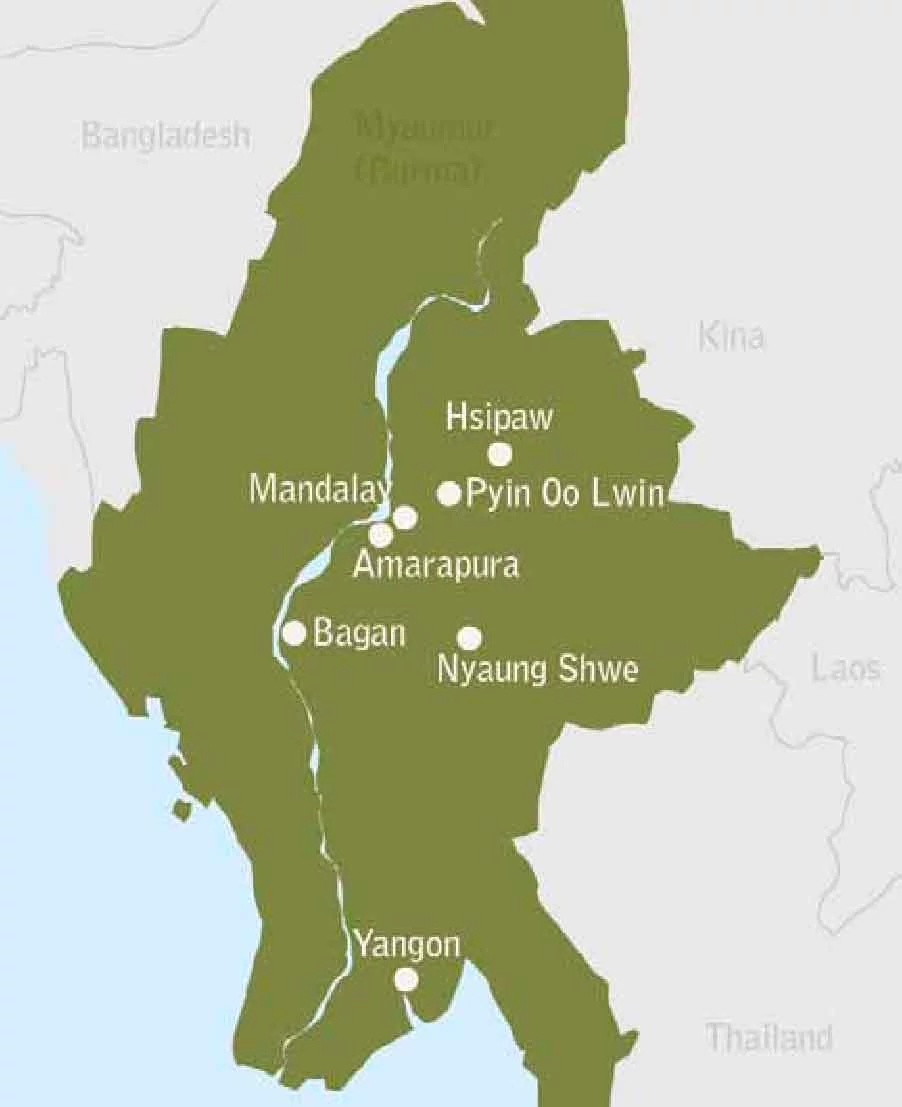 Bangladesh
Myanmar
(Burma)
Kina
Hsipaw
Mandalay
Pyin Oo Lwin
Amarapura
Bagan
Nyaung Shwe
Laos
Yangon
Thailand